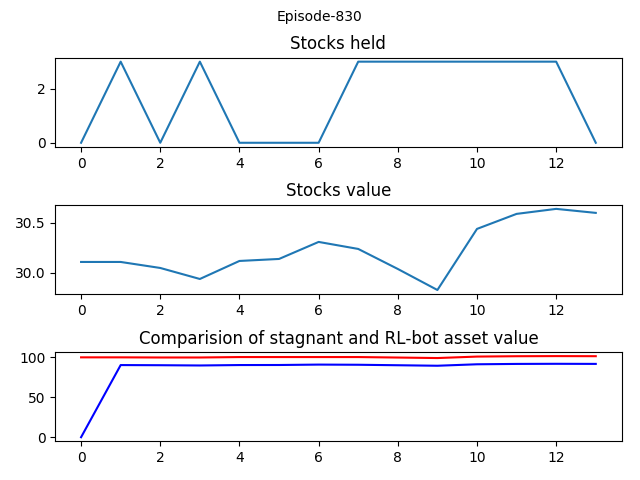 Episode-830
Stocks held
2
0
0 2 4 6 8 10 12
Stocks value
30.5
30.0
0 2 4 6 8 10 12
Comparision of stagnant and RL-bot asset value
100
50
0
0 2 4 6 8 10 12